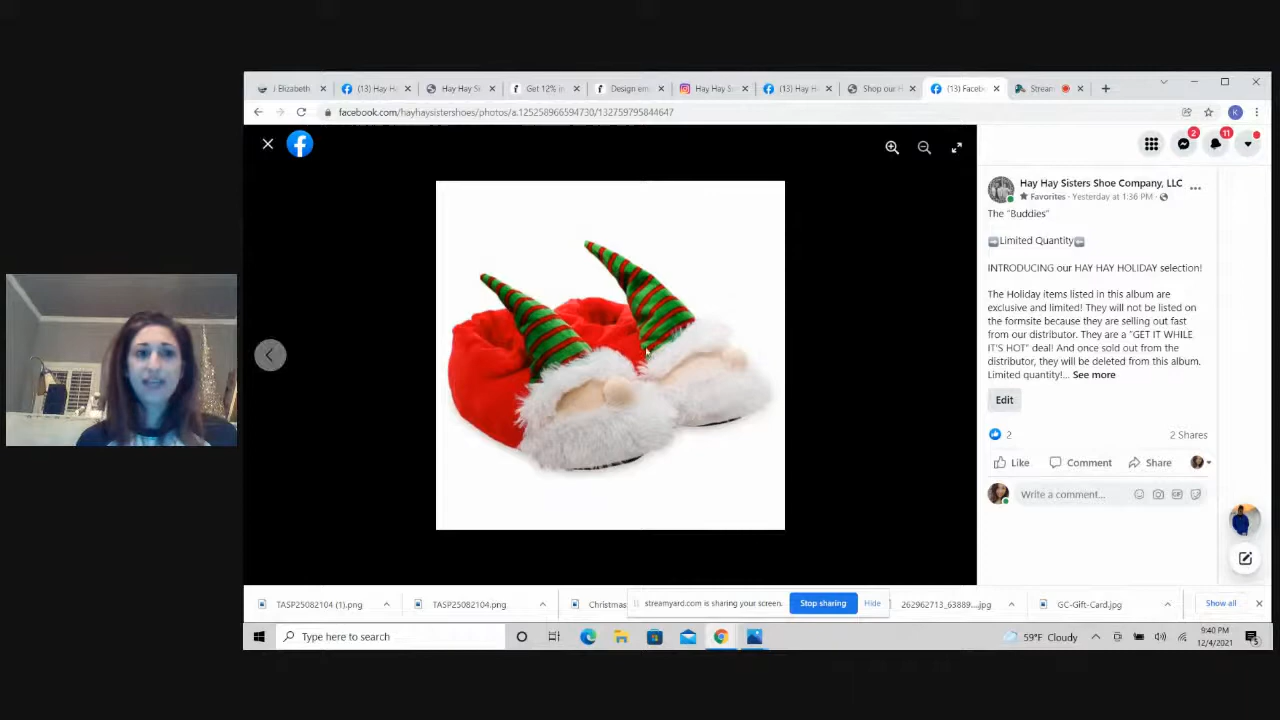 J Elizabeth
(13) Hay H
Hay Hay Si
Get 12% in
Design em
Hay Hay S
(13) Hay H
Shop our H
(13) Faceb
Stream
facebook.com/hayhaysistershoes/photos/a.125258966594730/132759795844647
K
2
11
Hay Hay Sisters Shoe Company, LLC
Favorites · Yesterday at 1:36 PM ·
The "Buddies"
Limited Quantity
INTRODUCING our HAY HAY HOLIDAY selection!
The Holiday items listed in this album are
exclusive and limited! They will not be listed
on the formsite because they are selling out fast
from our distributor. They are a "GET IT WHILE
IT'S HOT" deal! And once sold out from the
distributor, they will be deleted from this album.
Limited quantity!... See more
Edit
2
2 Shares
Like
Comment
Share
Write a comment...
TASP25082104 (1).png
TASP25082104.png
Christmas
streamyard.com is sharing your screen.
Stop sharing
Hide
262962713_63889....jpg
GC-Gift-Card.jpg
Show all
Type here to search
59°F Cloudy
9:40 PM
12/4/2021